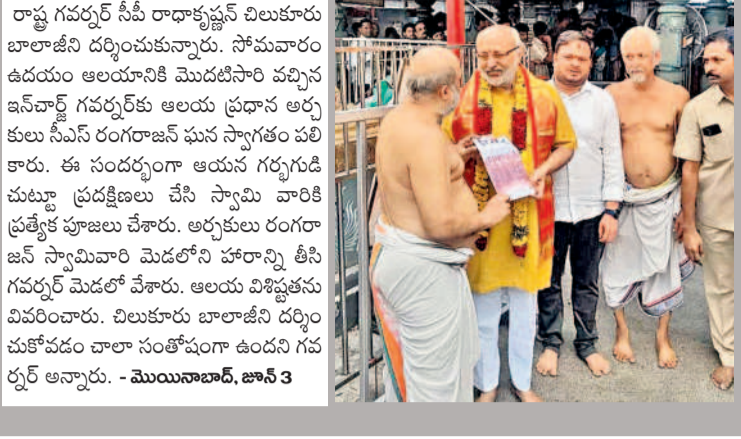 రాష్ట్ర గవర్నర్ సీపీ రాధాకృష్ణన్ చిలుకూరు
బాలాజీని దర్శించుకున్నారు. సోమవారం
ఉదయం ఆలయానికి మొదటిసారి వచ్చిన
ఇన్‌చార్జ్ గవర్నర్‌కు ఆలయ ప్రధాన అర్చ
కులు సీఎస్ రంగరాజన్ ఘన స్వాగతం పలి
కారు. ఈ సందర్భంగా ఆయన గర్భగుడి
చుట్టూ ప్రదక్షిణలు చేసి స్వామి వారికి
ప్రత్యేక పూజలు చేశారు. అర్చకులు రంగరా
జన్ స్వామివారి మెడలోని హారాన్ని తీసి
గవర్నర్ మెడలో వేశారు. ఆలయ విశిష్టతను
వివరించారు. చిలుకూరు బాలాజీని దర్శిం
చుకోవడం చాలా సంతోషంగా ఉందని గవ
ర్నర్ అన్నారు. - మొయినాబాద్, జూన్ 3